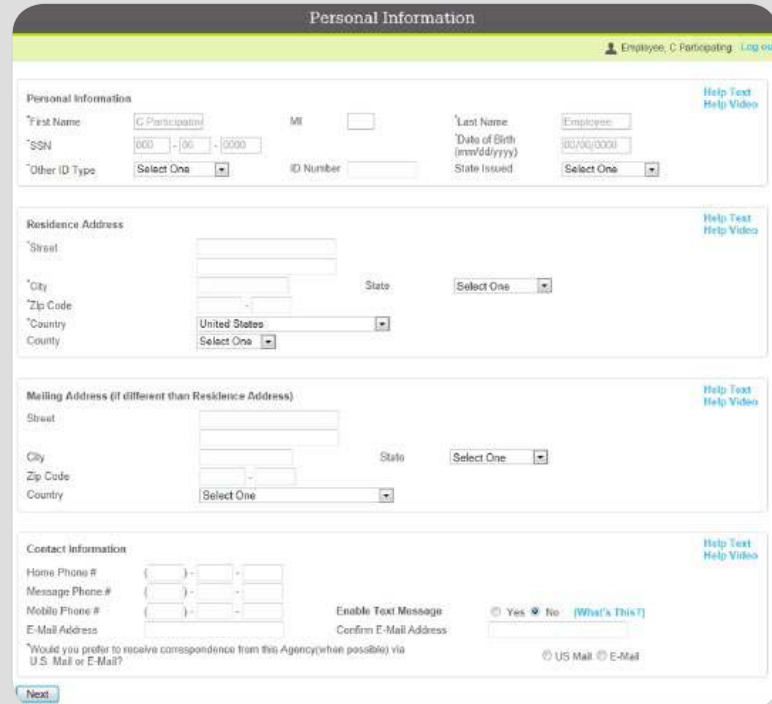 Personal Information
Employee, C Participating Log ou
Personal Information
Help Text
Help Video
*First Name C Participatin MI *Last Name Employee
*SSN 000 - 00 - 0000 *Date of Birth (mm/dd/yyyy) 00/00/0000
*Other ID Type Select One ID Number State Issued Select One
Residence Address
Help Text
Help Video
*Street
*City State Select One
*Zip Code -
*Country United States
County Select One
Mailing Address (if different than Residence Address)
Help Text
Help Video
Street
City State Select One
Zip Code -
Country Select One
Contact Information
Help Text
Help Video
Home Phone # ( ) - -
Message Phone # ( ) - -
Mobile Phone # ( ) - - Enable Text Message Yes No (What's This?)
E-Mail Address Confirm E-Mail Address
*Would you prefer to receive correspondence from this Agency(when possible) via
U.S. Mail or E-Mail? US Mail E-Mail
Next